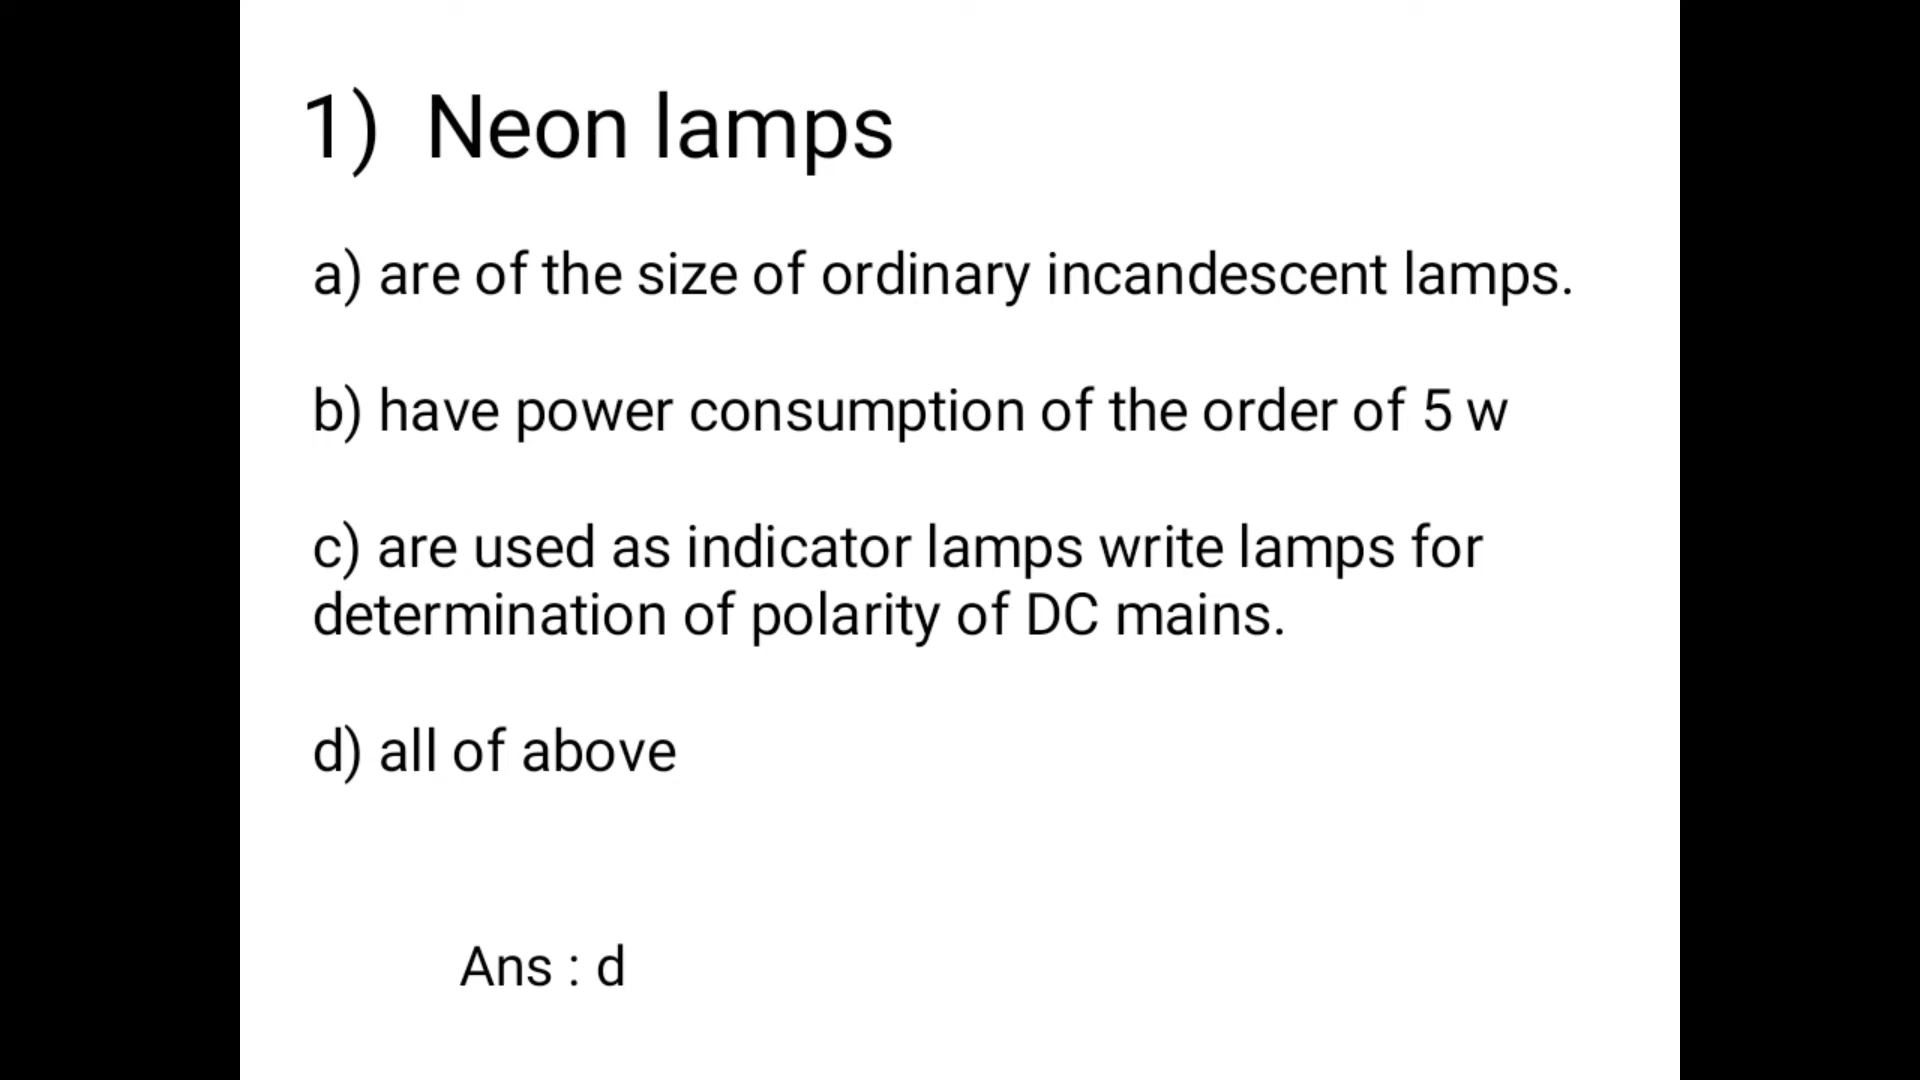 1) Neon lamps
a) are of the size of ordinary incandescent lamps.
b) have power consumption of the order of 5 w
c) are used as indicator lamps write lamps for
determination of polarity of DC mains.
d) all of above
Ans : d